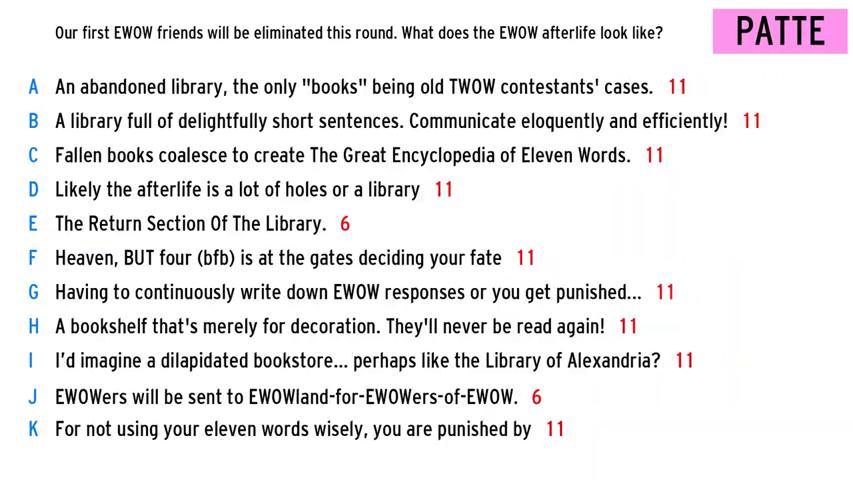 Our first EWOW friends will be eliminated this round. What does the EWOW afterlife look like?
PATTE
A An abandoned library, the only "books" being old TWOW contestants' cases. 11
B A library full of delightfully short sentences. Communicate eloquently and efficiently! 11
C Fallen books coalesce to create The Great Encyclopedia of Eleven Words. 11
D Likely the afterlife is a lot of holes or a library 11
E The Return Section Of The Library. 6
F Heaven, BUT four (bfb) is at the gates deciding your fate 11
G Having to continuously write down EWOW responses or you get punished... 11
H A bookshelf that's merely for decoration. They'll never be read again! 11
I I'd imagine a dilapidated bookstore... perhaps like the Library of Alexandria? 11
J EWOWers will be sent to EWOWland-for-EWOWers-of-EWOW. 6
K For not using your eleven words wisely, you are punished by 11